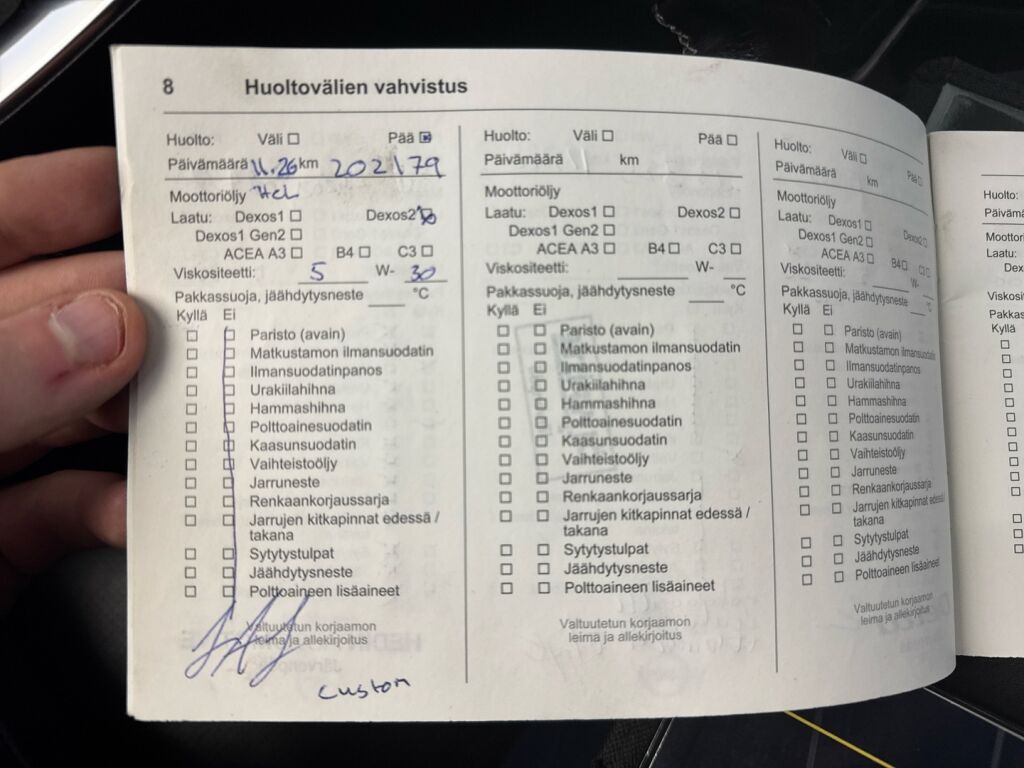 8 Huoltovälien vahvistus
Huolto: Väli Pää
Päivämäärä 11.26 km 202179
Moottoriöljy
Laatu: Dexos1 Dexos2
Dexos1 Gen2
ACEA A3 B4 C3
Viskositeetti: 5 W- 30
Pakkassuoja, jäähdytysneste °C
Kyllä Ei
Paristo (avain)
Matkustamon ilmansuodatin
Ilmansuodatinpanos
Urakiilahihna
Hammashihna
Polttoainesuodatin
Kaasunsuodatin
Vaihteistoöljy
Jarruneste
Renkaankorjaussarja
Jarrujen kitkapinnat edessä /
takana
Sytytystulpat
Jäähdytysneste
Polttoaineen lisäaineet
Valtuutetun korjaamon
leima ja allekirjoitus
custom
Huolto: Väli Pää
Päivämäärä km
Moottoriöljy
Laatu: Dexos1 Dexos2
Dexos1 Gen2
ACEA A3 B4 C3
Viskositeetti: W-
Pakkassuoja, jäähdytysneste °C
Kyllä Ei
Paristo (avain)
Matkustamon ilmansuodatin
Ilmansuodatinpanos
Urakiilahihna
Hammashihna
Polttoainesuodatin
Kaasunsuodatin
Vaihteistoöljy
Jarruneste
Renkaankorjaussarja
Jarrujen kitkapinnat edessä /
takana
Sytytystulpat
Jäähdytysneste
Polttoaineen lisäaineet
Valtuutetun korjaamon
leima ja allekirjoitus
Huolto: Väli Pää
Päivämäärä km
Moottoriöljy
Laatu: Dexos1 Dexos2
Dexos1 Gen2
ACEA A3 B4 C3
Viskositeetti: W-
Pakkassuoja, jäähdytysneste °C
Kyllä Ei
Paristo (avain)
Matkustamon ilmansuodatin
Ilmansuodatinpanos
Urakiilahihna
Hammashihna
Polttoainesuodatin
Kaasunsuodatin
Vaihteistoöljy
Jarruneste
Renkaankorjaussarja
Jarrujen kitkapinnat edessä /
takana
Sytytystulpat
Jäähdytysneste
Polttoaineen lisäaineet
Valtuutetun korjaamon
leima ja allekirjoitus
Huolto:
Laatu:
Kyllä